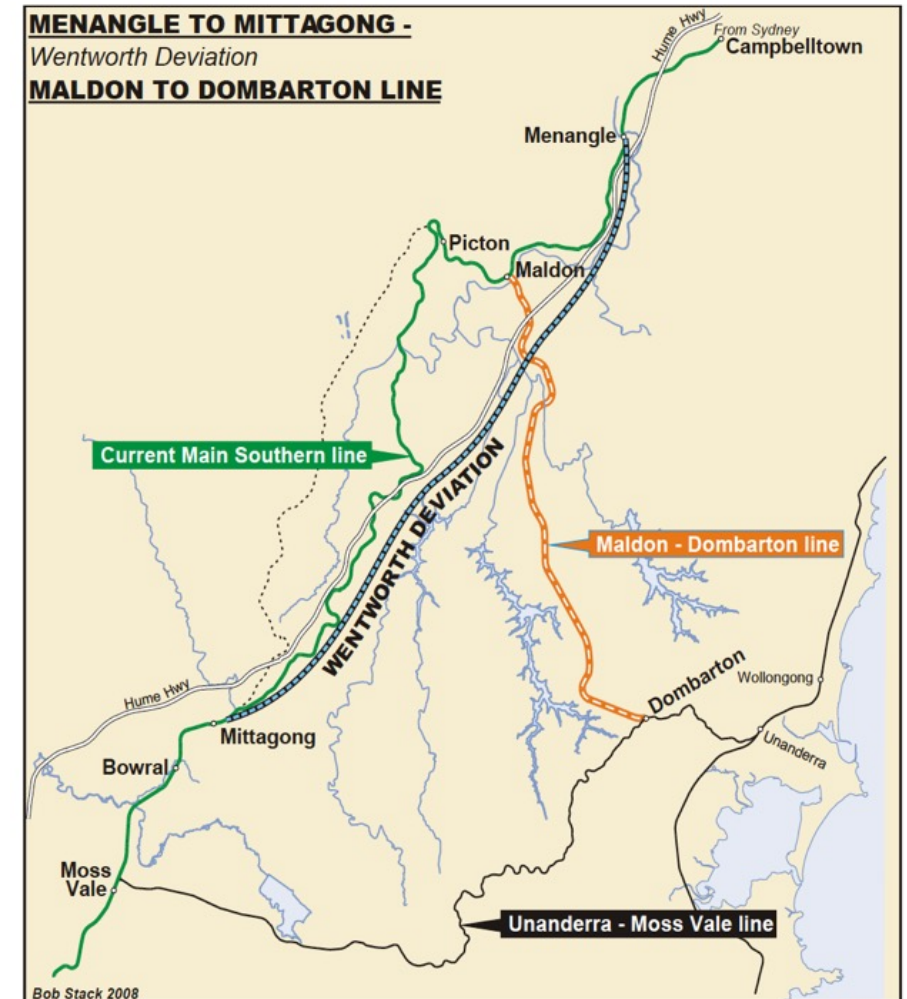 MENANGLE TO MITTAGONG -
Wentworth Deviation
MALDON TO DOMBARTON LINE
Hume Hwy
From Sydney
Campbelltown
Menangle
Picton
Maldon
Current Main Southern line
WENTWORTH DEVIATION
Maldon - Dombarton line
Dombarton
Wollongong
Hume Hwy
Mittagong
Unanderra
Bowral
Moss
Vale
Unanderra - Moss Vale line
Bob Stack 2008